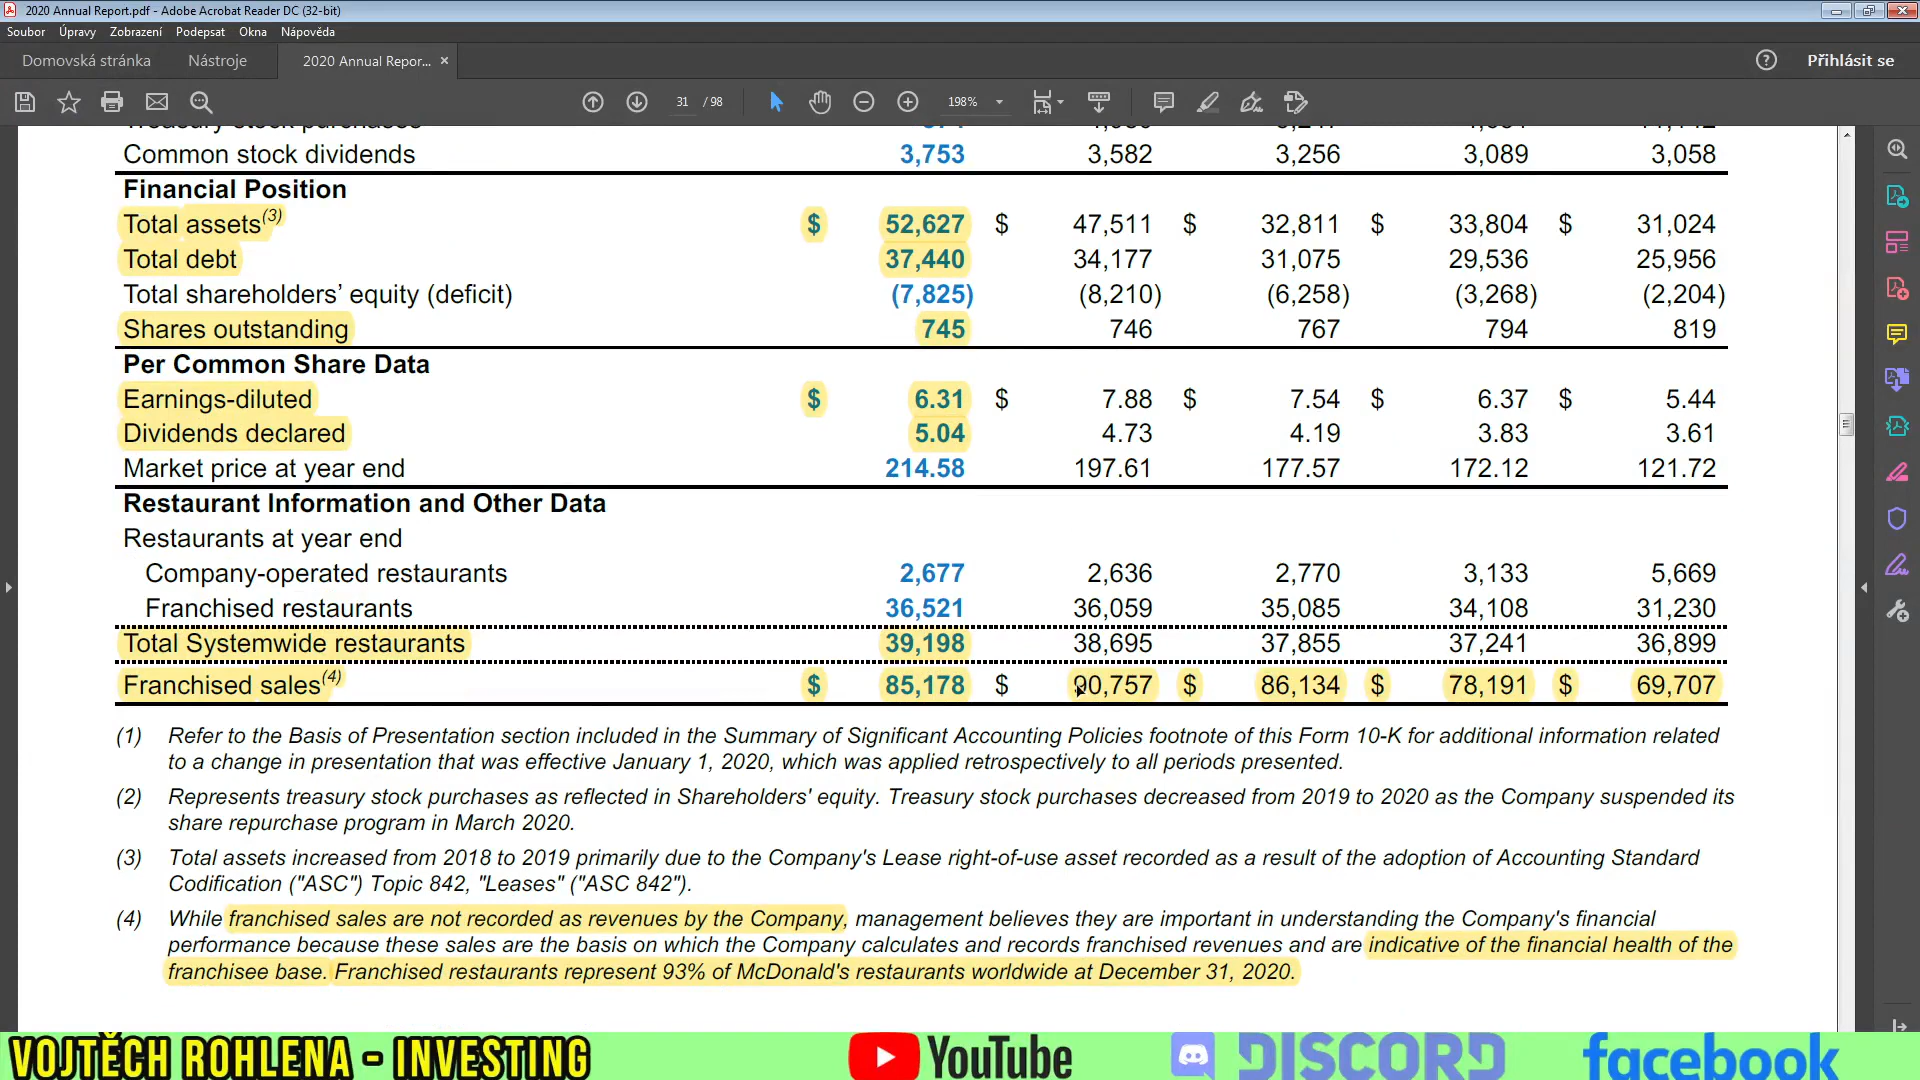 2020 Annual Report.pdf - Adobe Acrobat Reader DC (32-bit)
Soubor Úpravy Zobrazení Podepsat Okna Nápověda
Domovská stránka Nástroje 2020 Annual Repor... × Přihlásit se
31 / 98 198%
Common stock dividends 3,753 3,582 3,256 3,089 3,058
Financial Position
Total assets(3) $ 52,627 $ 47,511 $ 32,811 $ 33,804 $ 31,024
Total debt 37,440 34,177 31,075 29,536 25,956
Total shareholders' equity (deficit) (7,825) (8,210) (6,258) (3,268) (2,204)
Shares outstanding 745 746 767 794 819
Per Common Share Data
Earnings-diluted $ 6.31 $ 7.88 $ 7.54 $ 6.37 $ 5.44
Dividends declared 5.04 4.73 4.19 3.83 3.61
Market price at year end 214.58 197.61 177.57 172.12 121.72
Restaurant Information and Other Data
Restaurants at year end
Company-operated restaurants 2,677 2,636 2,770 3,133 5,669
Franchised restaurants 36,521 36,059 35,085 34,108 31,230
Total Systemwide restaurants 39,198 38,695 37,855 37,241 36,899
Franchised sales(4) $ 85,178 $ 90,757 $ 86,134 $ 78,191 $ 69,707
(1) Refer to the Basis of Presentation section included in the Summary of Significant Accounting Policies footnote of this Form 10-K for additional information related
to a change in presentation that was effective January 1, 2020, which was applied retrospectively to all periods presented.
(2) Represents treasury stock purchases as reflected in Shareholders' equity. Treasury stock purchases decreased from 2019 to 2020 as the Company suspended its
share repurchase program in March 2020.
(3) Total assets increased from 2018 to 2019 primarily due to the Company's Lease right-of-use asset recorded as a result of the adoption of Accounting Standard
Codification ("ASC") Topic 842, "Leases" ("ASC 842").
(4) While franchised sales are not recorded as revenues by the Company, management believes they are important in understanding the Company's financial
performance because these sales are the basis on which the Company calculates and records franchised revenues and are indicative of the financial health of the
franchisee base. Franchised restaurants represent 93% of McDonald's restaurants worldwide at December 31, 2020.
VOJTĚCH ROHLENA - INVESTING YouTube DISCORD facebook